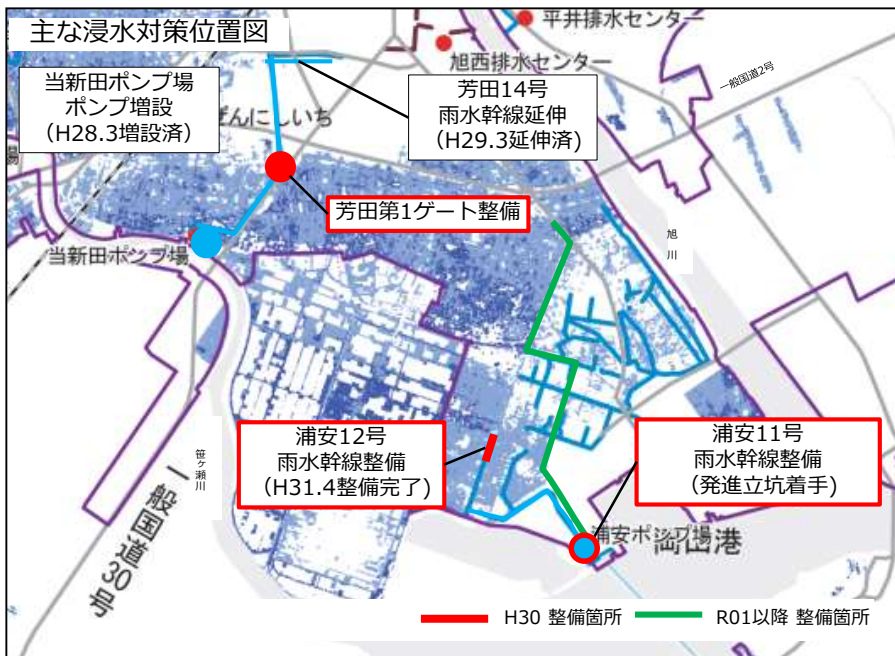 主な浸水対策位置図
平井排水センター
旭西排水センター
一般国道2号
当新田ポンプ場
ポンプ増設
(H28.3増設済)
芳田14号
雨水幹線延伸
(H29.3延伸済)
んにしいち
場
芳田第1ゲート整備
当新田ポンプ場
旭
川
浦安12号
雨水幹線整備
(H31.4整備完了)
浦安11号
雨水幹線整備
(発進立坑着手)
笹ヶ瀬川
一般国道30号
浦安ポンプ場
岡山港
H30 整備箇所
R01以降 整備箇所